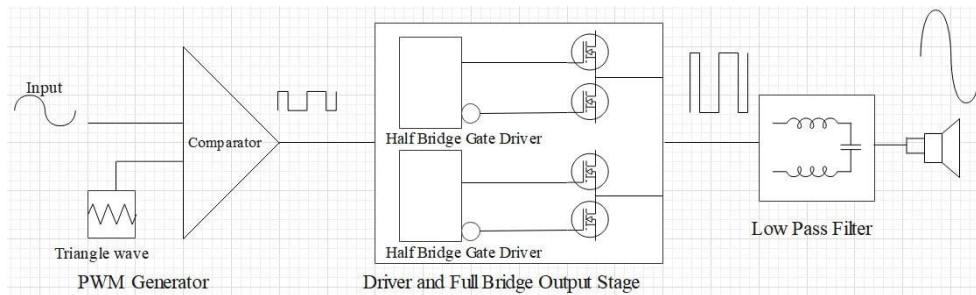 Input
Comparator
Triangle wave
PWM Generator
Half Bridge Gate Driver
Half Bridge Gate Driver
Driver and Full Bridge Output Stage
Low Pass Filter